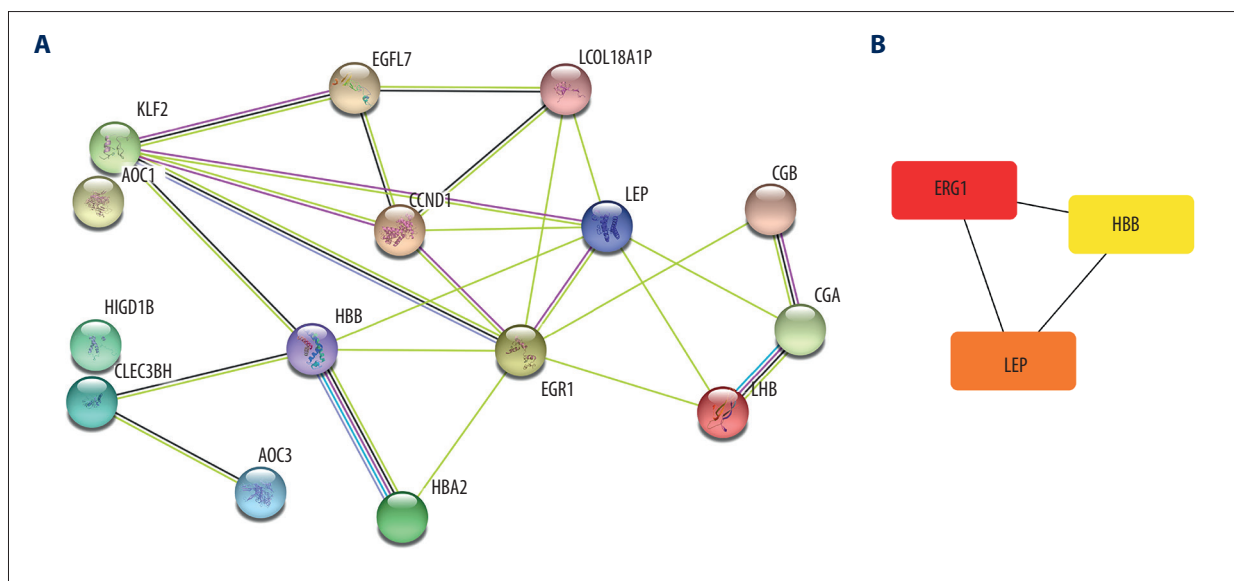 A
B
EGFL7
LCOL18A1P
KLF2
AOC1
CCND1
LEP
CGB
ERG1
HBB
HIGD1B
HBB
CGA
CLEC3BH
EGR1
LHB
LEP
AOC3
HBA2